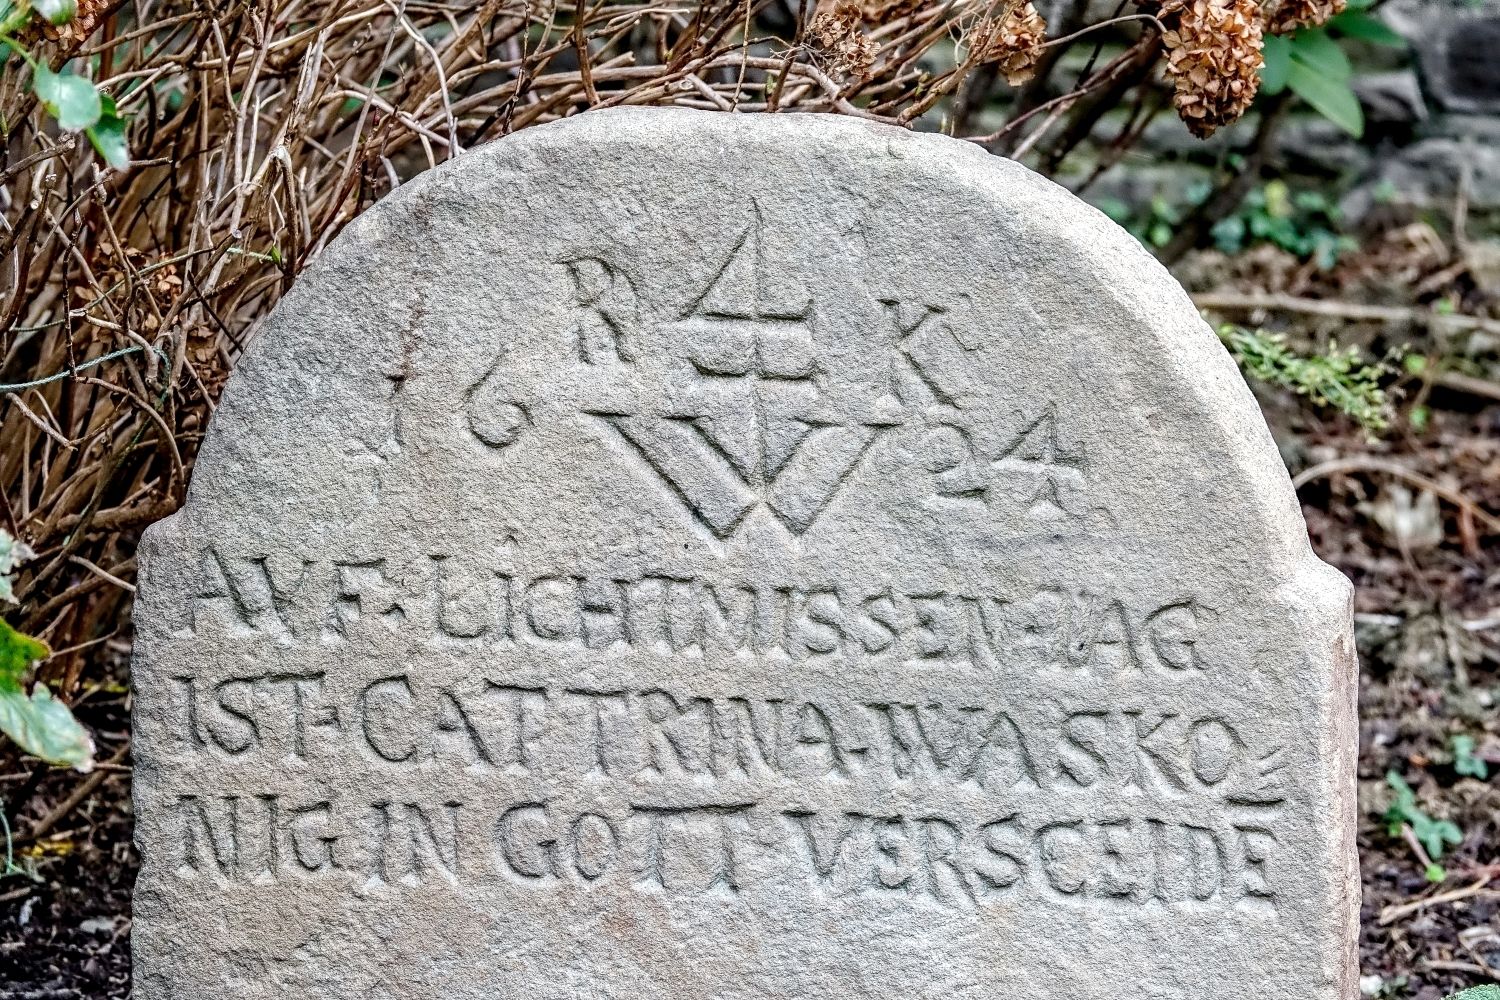 R K
16 W 24
AVF·LICHTMISSEN·TAG
IST·CATTRINA·WASKO=
NIG·IN GOTT VERSCEIDE̅